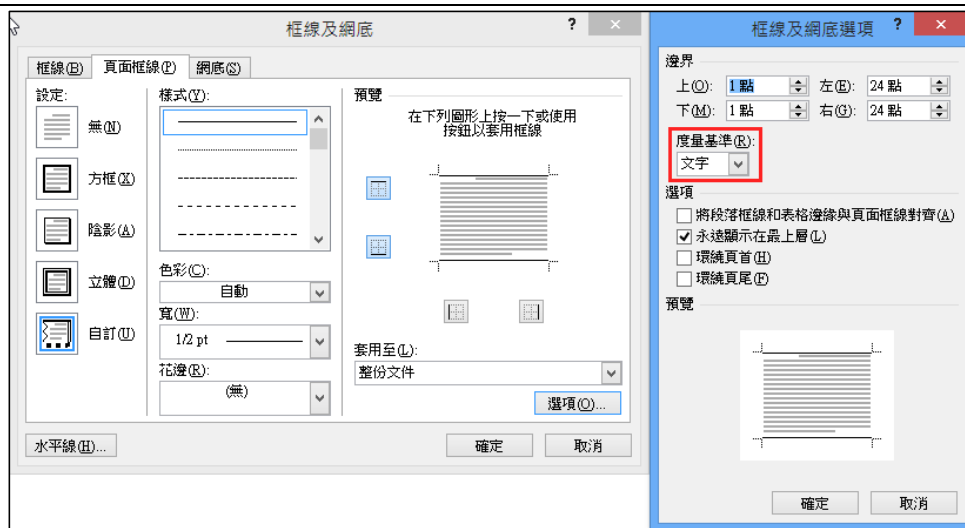 框線及網底
?
×
框線(B)
頁面框線(P)
網底(S)
設定:
無(N)
方框(X)
陰影(A)
立體(D)
自訂(U)
樣式(Y):
色彩(C):
自動
寬(W):
1/2 pt
花邊(R):
(無)
預覽
在下列圖形上按一下或使用
按鈕以套用框線
套用至(L):
整份文件
選項(O)...
水平線(H)...
確定
取消
框線及網底選項
?
×
邊界
上(O): 1 點 左(E): 24 點
下(M): 1 點 右(G): 24 點
度量基準(R):
文字
選項
將段落框線和表格邊緣與頁面框線對齊(A)
永遠顯示在最上層(L)
環繞頁首(H)
環繞頁尾(F)
預覽
確定
取消